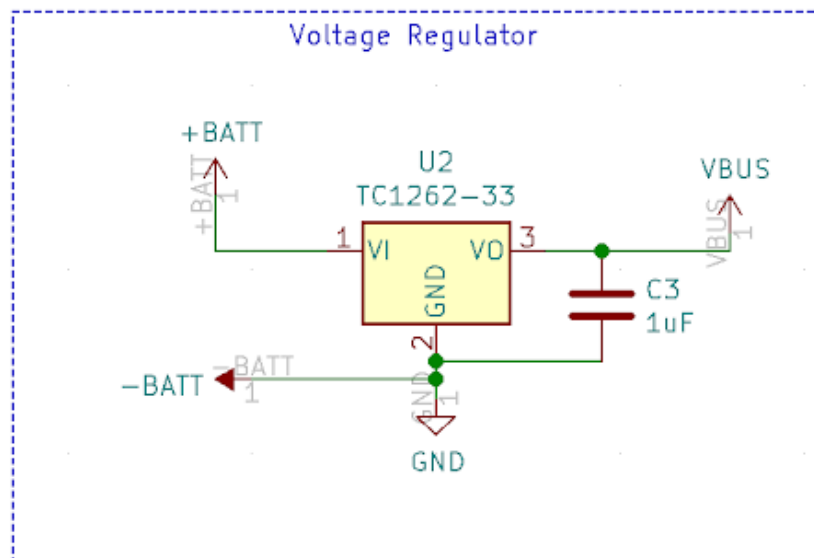 Voltage Regulator
+BATT
+BATT
1
U2
TC1262-33
VBUS
VBUS
1
1
VI
VO
3
GND
2
C3
1uF
-BATT
-BATT
1
GND
1
GND